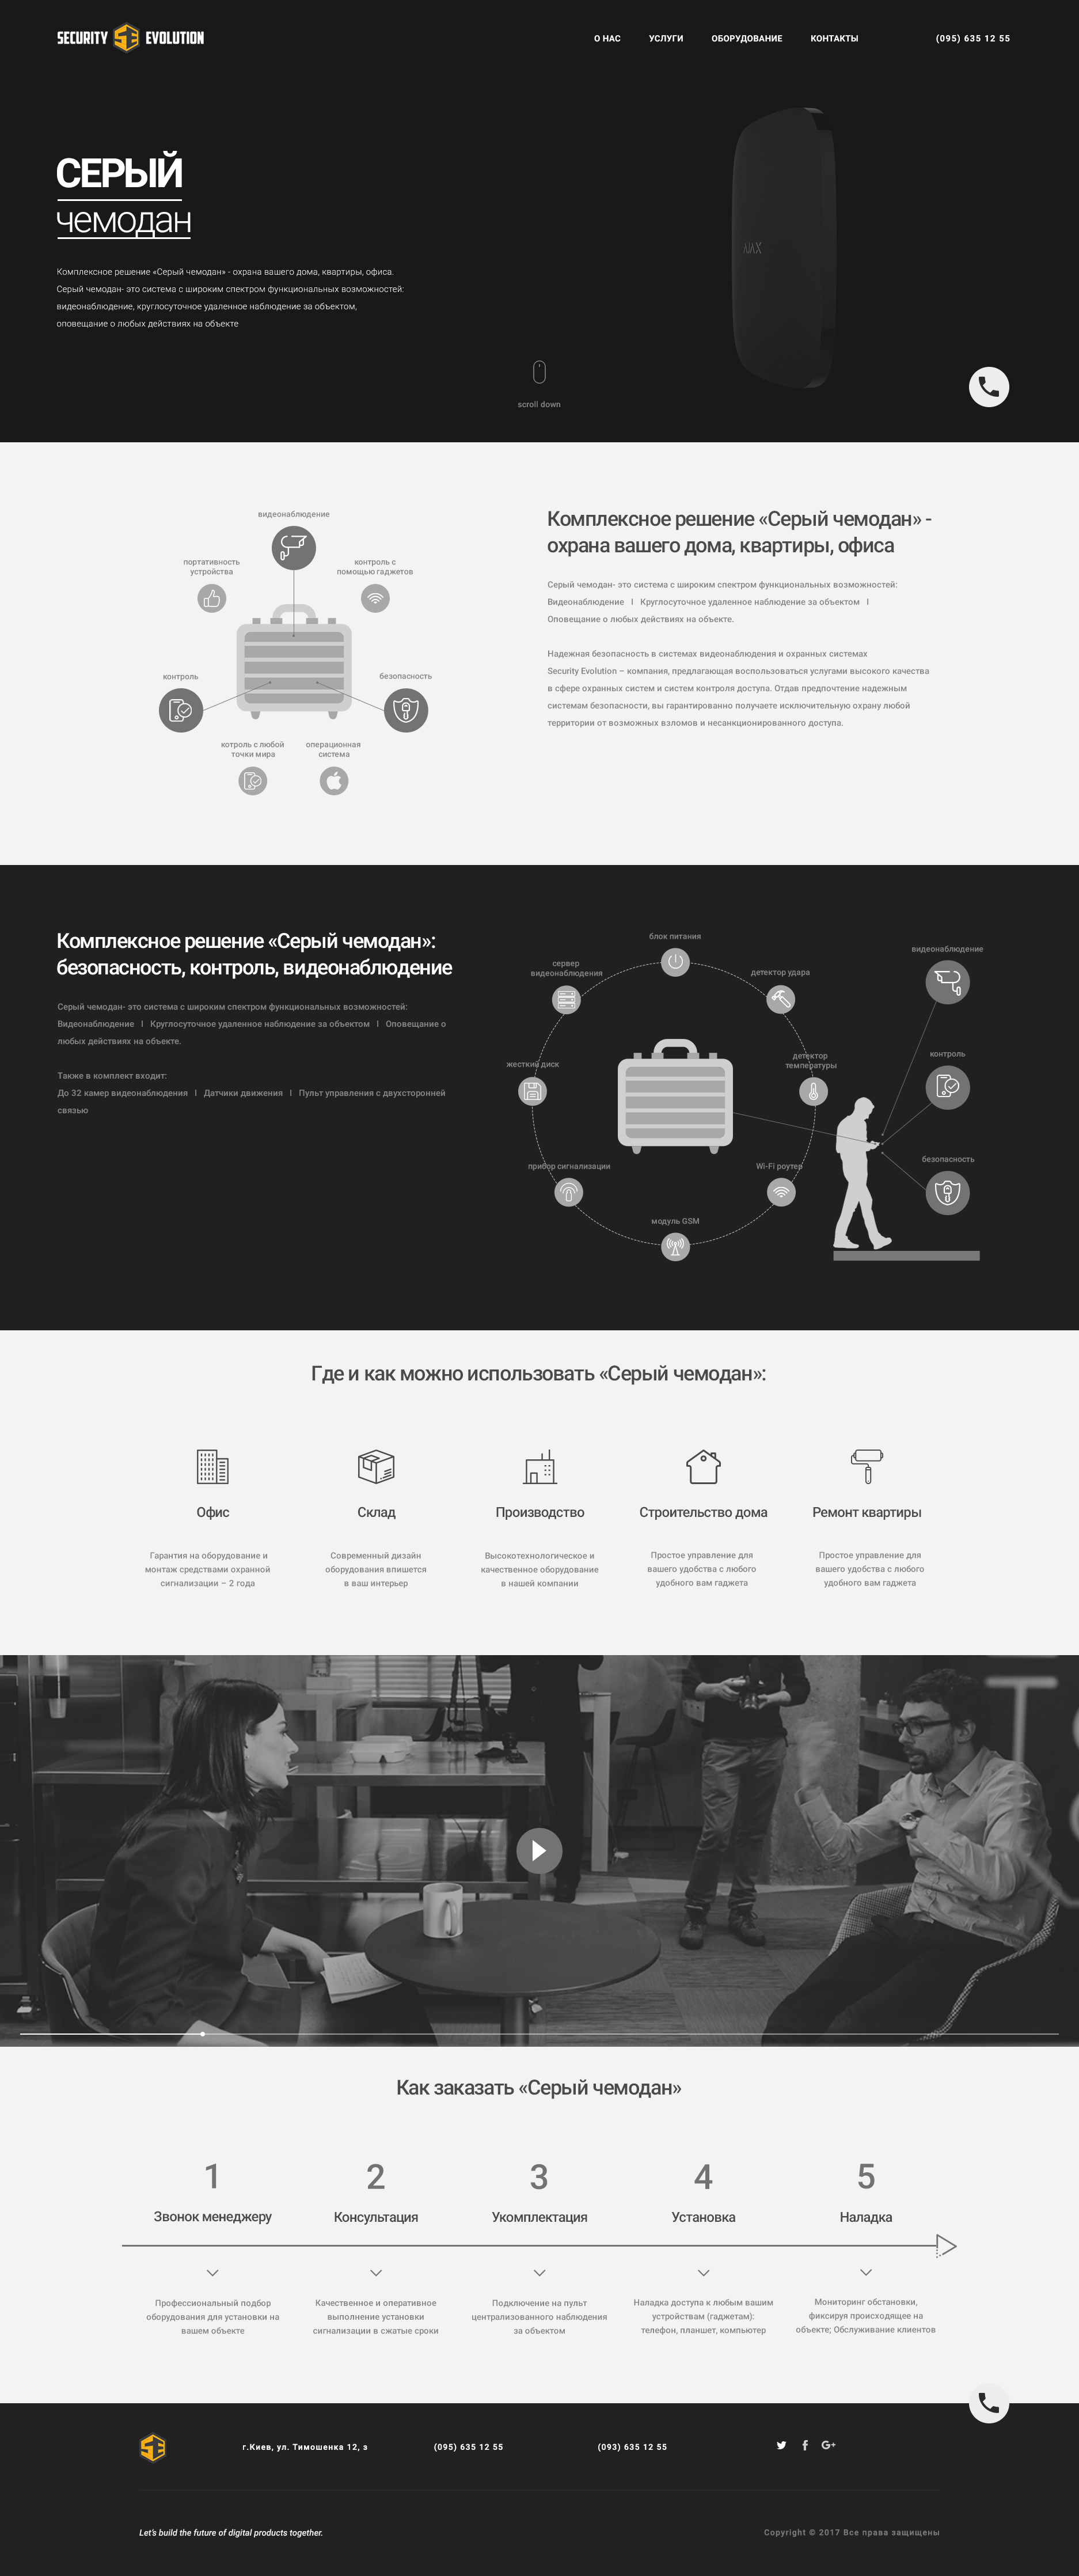 SECURITY SE EVOLUTION
О НАС УСЛУГИ ОБОРУДОВАНИЕ КОНТАКТЫ (095) 635 12 55
СЕРЫЙ
чемодан
AJAX
Комплексное решение «Серый чемодан» - охрана вашего дома, квартиры, офиса.
Серый чемодан- это система с широким спектром функциональных возможностей:
видеонаблюдение, круглосуточное удаленное наблюдение за объектом,
оповещание о любых действиях на объекте
scroll down
видеонаблюдение
портативность
устройства
контроль с
помощью гаджетов
контроль
безопасность
котроль с любой
точки мира
операционная
система
Комплексное решение «Серый чемодан» -
охрана вашего дома, квартиры, офиса
Серый чемодан- это система с широким спектром функциональных возможностей:
Видеонаблюдение I Круглосуточное удаленное наблюдение за объектом I
Оповещание о любых действиях на объекте.
Надежная безопасность в системах видеонаблюдения и охранных системах
Security Evolution – компания, предлагающая воспользоваться услугами высокого качества
в сфере охранных систем и систем контроля доступа. Отдав предпочтение надежным
системам безопасности, вы гарантированно получаете исключительную охрану любой
территории от возможных взломов и несанкционированного доступа.
Комплексное решение «Серый чемодан»:
безопасность, контроль, видеонаблюдение
Серый чемодан- это система с широким спектром функциональных возможностей:
Видеонаблюдение I Круглосуточное удаленное наблюдение за объектом I Оповещание о
любых действиях на объекте.
Также в комплект входит:
До 32 камер видеонаблюдения I Датчики движения I Пульт управления с двухсторонней
связью
блок питания
сервер
видеонаблюдения
детектор удара
жесткий диск
детектор
температуры
прибор сигнализации
Wi-Fi роутер
модуль GSM
видеонаблюдение
контроль
безопасность
Где и как можно использовать «Серый чемодан»:
Офис
Склад
Производство
Строительство дома
Ремонт квартиры
Гарантия на оборудование и
монтаж средствами охранной
сигнализации – 2 года
Современный дизайн
оборудования впишется
в ваш интерьер
Высокотехнологическое и
качественное оборудование
в нашей компании
Простое управление для
вашего удобства с любого
удобного вам гаджета
Простое управление для
вашего удобства с любого
удобного вам гаджета
Как заказать «Серый чемодан»
1
Звонок менеджеру
2
Консультация
3
Укомплектация
4
Установка
5
Наладка
Профессиональный подбор
оборудования для установки на
вашем объекте
Качественное и оперативное
выполнение установки
сигнализации в сжатые сроки
Подключение на пульт
централизованного наблюдения
за объектом
Наладка доступа к любым вашим
устройствам (гаджетам):
телефон, планшет, компьютер
Мониторинг обстановки,
фиксируя происходящее на
объекте; Обслуживание клиентов
SE
г.Киев, ул. Тимошенка 12, з
(095) 635 12 55
(093) 635 12 55
G+
Let's build the future of digital products together.
Copyright © 2017 Все права защищены